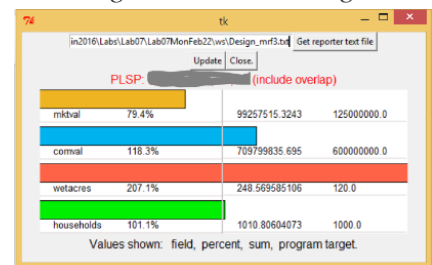 tk
in2016\Labs\Lab07\Lab07MonFeb22\ws\Design_mrf3.txt Get reporter text file
Update Close.
PLSP: (include overlap)
mktval 79.4% 99257515.3243 125000000.0
comval 118.3% 709799835.695 600000000.0
wetacres 207.1% 248.569585106 120.0
households 101.1% 1010.80604073 1000.0
Values shown: field, percent, sum, program target.